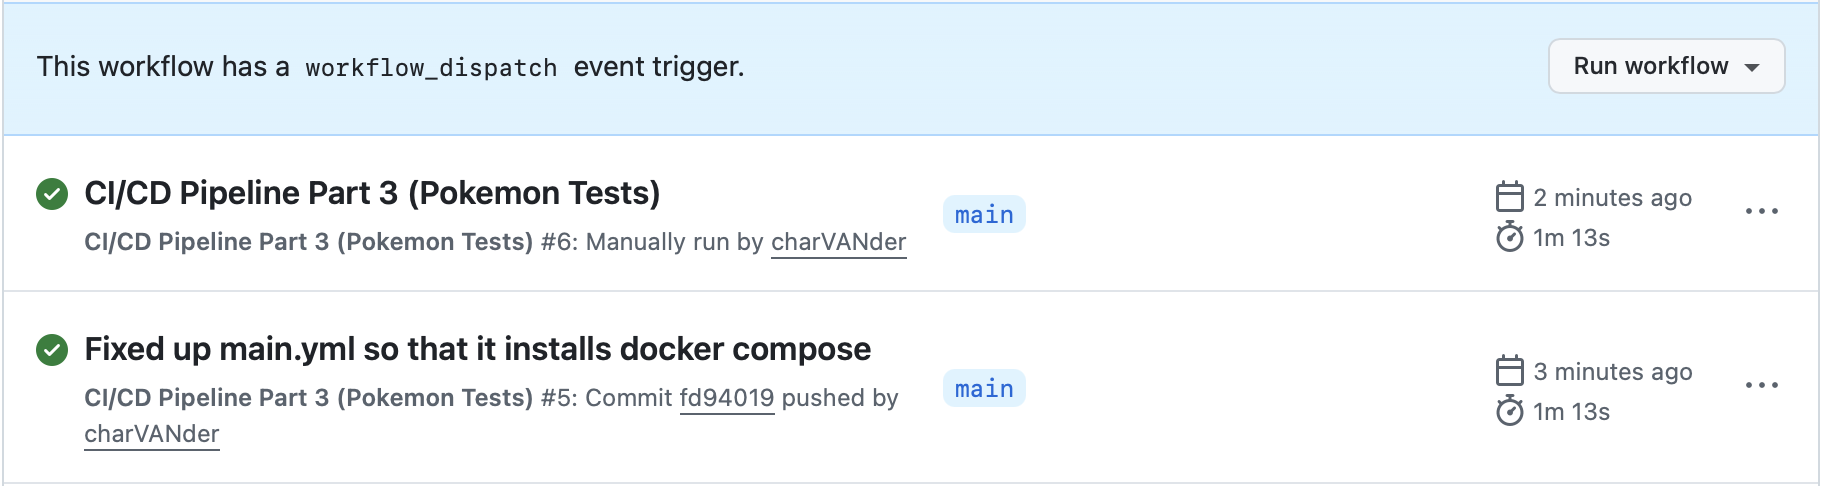 This workflow has a workflow_dispatch event trigger.
Run workflow
CI/CD Pipeline Part 3 (Pokemon Tests)
CI/CD Pipeline Part 3 (Pokemon Tests) #6: Manually run by charVANder
main
2 minutes ago
1m 13s
Fixed up main.yml so that it installs docker compose
CI/CD Pipeline Part 3 (Pokemon Tests) #5: Commit fd94019 pushed by
charVANder
main
3 minutes ago
1m 13s